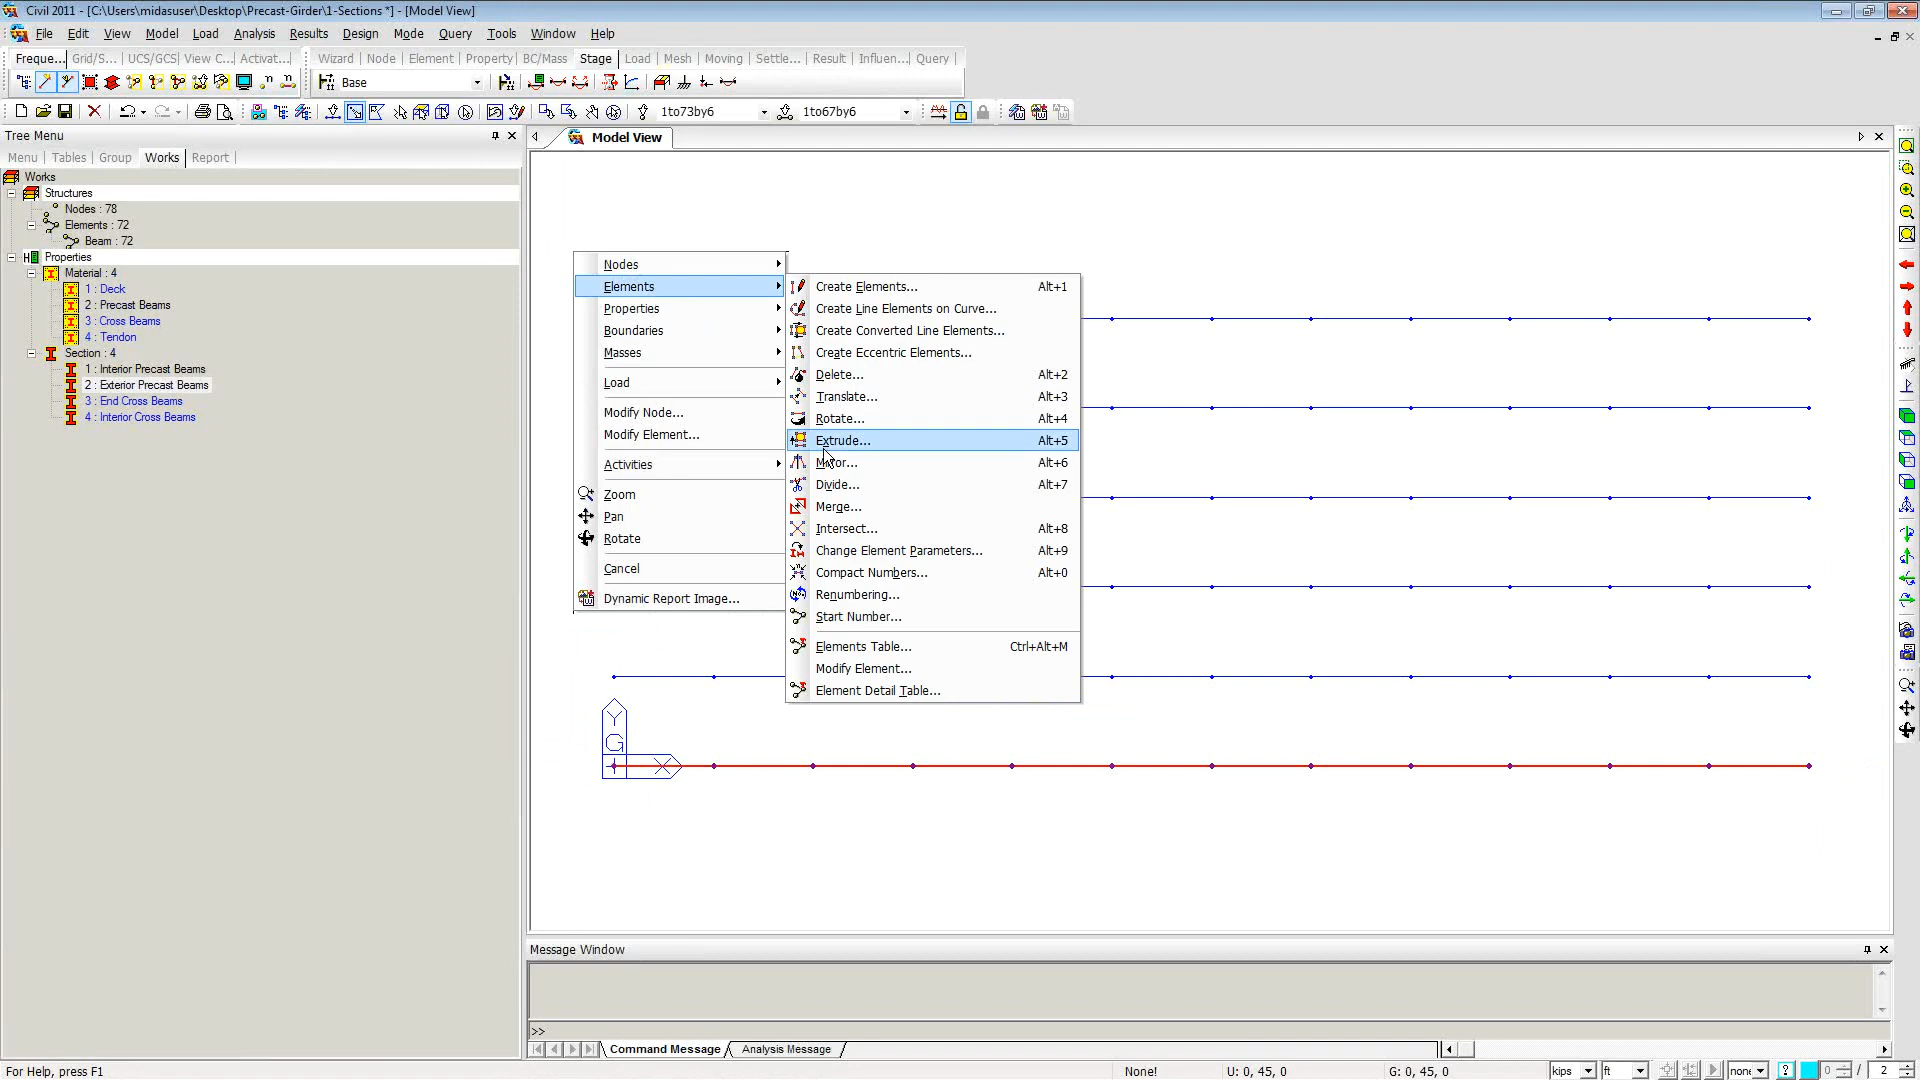 Civil 2011 - [C:\Users\midasuser\Desktop\Precast-Girder\1-Sections *] - [Model View]
File Edit View Model Load Analysis Results Design Mode Query Tools Window Help
Freque... Grid/S... UCS/GCS View C... Activat... Wizard Node Element Property BC/Mass Stage Load Mesh Moving Settle... Result Influen... Query
Base
1to73by6 1to67by6
Tree Menu
Model View
Menu Tables Group Works Report
Works
Structures
Nodes : 78
Elements : 72
Beam : 72
Properties
Material : 4
1 : Deck
2 : Precast Beams
3 : Cross Beams
4 : Tendon
Section : 4
1 : Interior Precast Beams
2 : Exterior Precast Beams
3 : End Cross Beams
4 : Interior Cross Beams
Nodes
Elements
Properties
Boundaries
Masses
Load
Modify Node...
Modify Element...
Activities
Zoom
Pan
Rotate
Cancel
Dynamic Report Image...
Create Elements... Alt+1
Create Line Elements on Curve...
Create Converted Line Elements...
Create Eccentric Elements...
Delete... Alt+2
Translate... Alt+3
Rotate... Alt+4
Extrude... Alt+5
Mirror... Alt+6
Divide... Alt+7
Merge...
Intersect... Alt+8
Change Element Parameters... Alt+9
Compact Numbers... Alt+0
Renumbering...
Start Number...
Elements Table... Ctrl+Alt+M
Modify Element...
Element Detail Table...
Y
G
X
Message Window
>>
Command Message Analysis Message
For Help, press F1
None! U: 0, 45, 0 G: 0, 45, 0 kips ft none ? 0 / 2